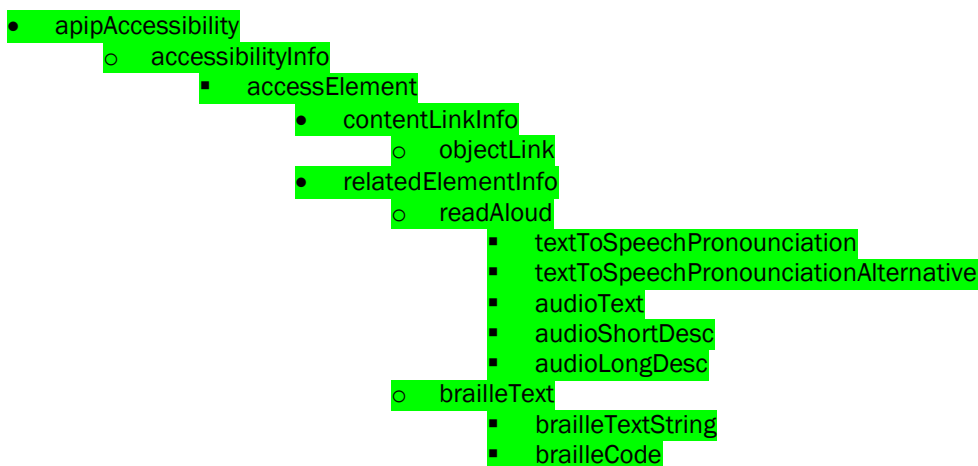 • apipAccessibility
○ accessibilityInfo
▪ accessElement
• contentLinkInfo
○ objectLink
• relatedElementInfo
○ readAloud
▪ textToSpeechPronounciation
▪ textToSpeechPronounciationAlternative
▪ audioText
▪ audioShortDesc
▪ audioLongDesc
○ brailleText
▪ brailleTextString
▪ brailleCode